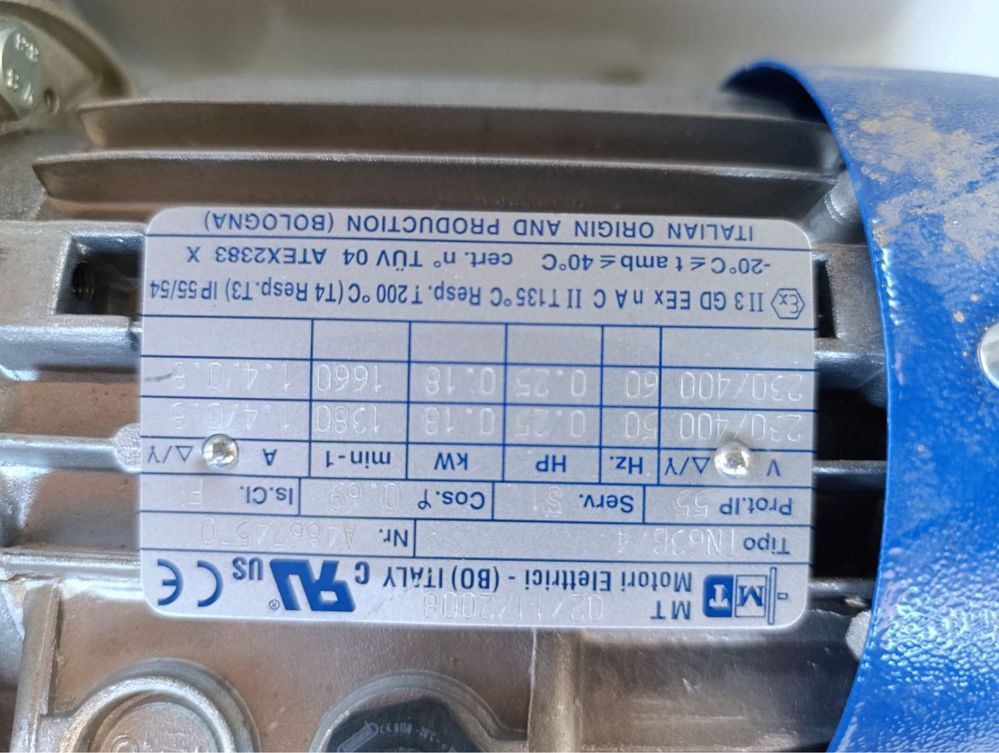 MT
Motori Elettrici - (BO) ITALY
02/11/2008
c UL® US CE
Tipo TN63B/4 Nr. A48674570
Prot.IP 55 Serv. S1 Cos.φ 0.69 Is.Cl. F
V △/Y Hz. HP kW min-1 A △/Y
230/400 50 0.25 0.18 1380 1.4/0.8
230/400 60 0.25 0.18 1660 1.4/0.8
Ex II 3 GD EEx n A C II T135°C Resp. T 200 °C (T4 Resp.T3) IP55/54
-20°C ≤ t amb ≤ 40°C cert. n° TÜV 04 ATEX2383 X
ITALIAN ORIGIN AND PRODUCTION (BOLOGNA)